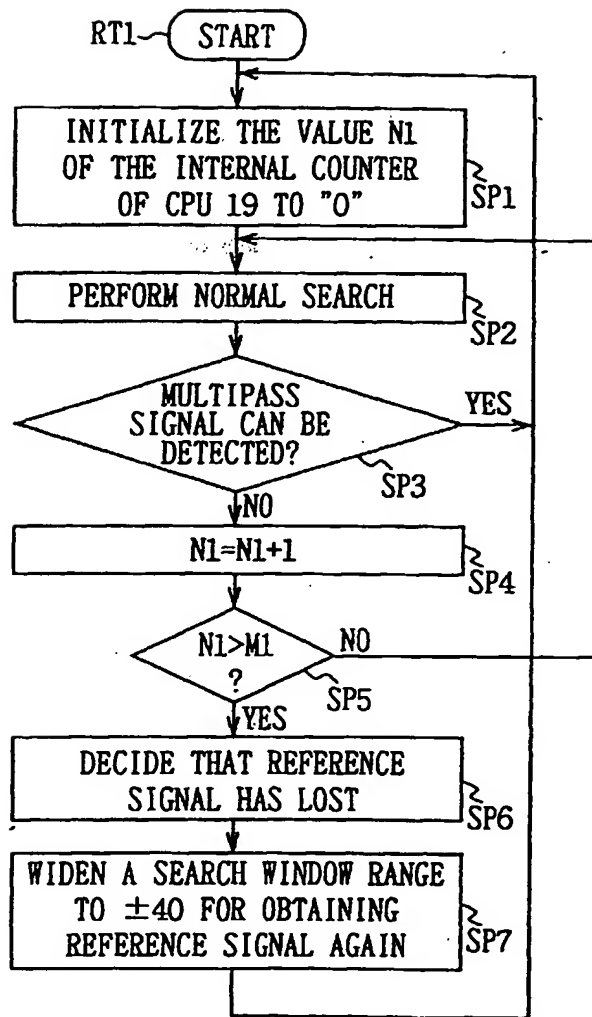 RT1
START
INITIALIZE THE VALUE N1
OF THE INTERNAL COUNTER
OF CPU 19 TO "0"
SP1
PERFORM NORMAL SEARCH
SP2
MULTIPASS
SIGNAL CAN BE
DETECTED?
YES
SP3
NO
N1=N1+1
SP4
N1>M1
?
NO
SP5
YES
DECIDE THAT REFERENCE
SIGNAL HAS LOST
SP6
WIDEN A SEARCH WINDOW RANGE
TO ±40 FOR OBTAINING
REFERENCE SIGNAL AGAIN
SP7